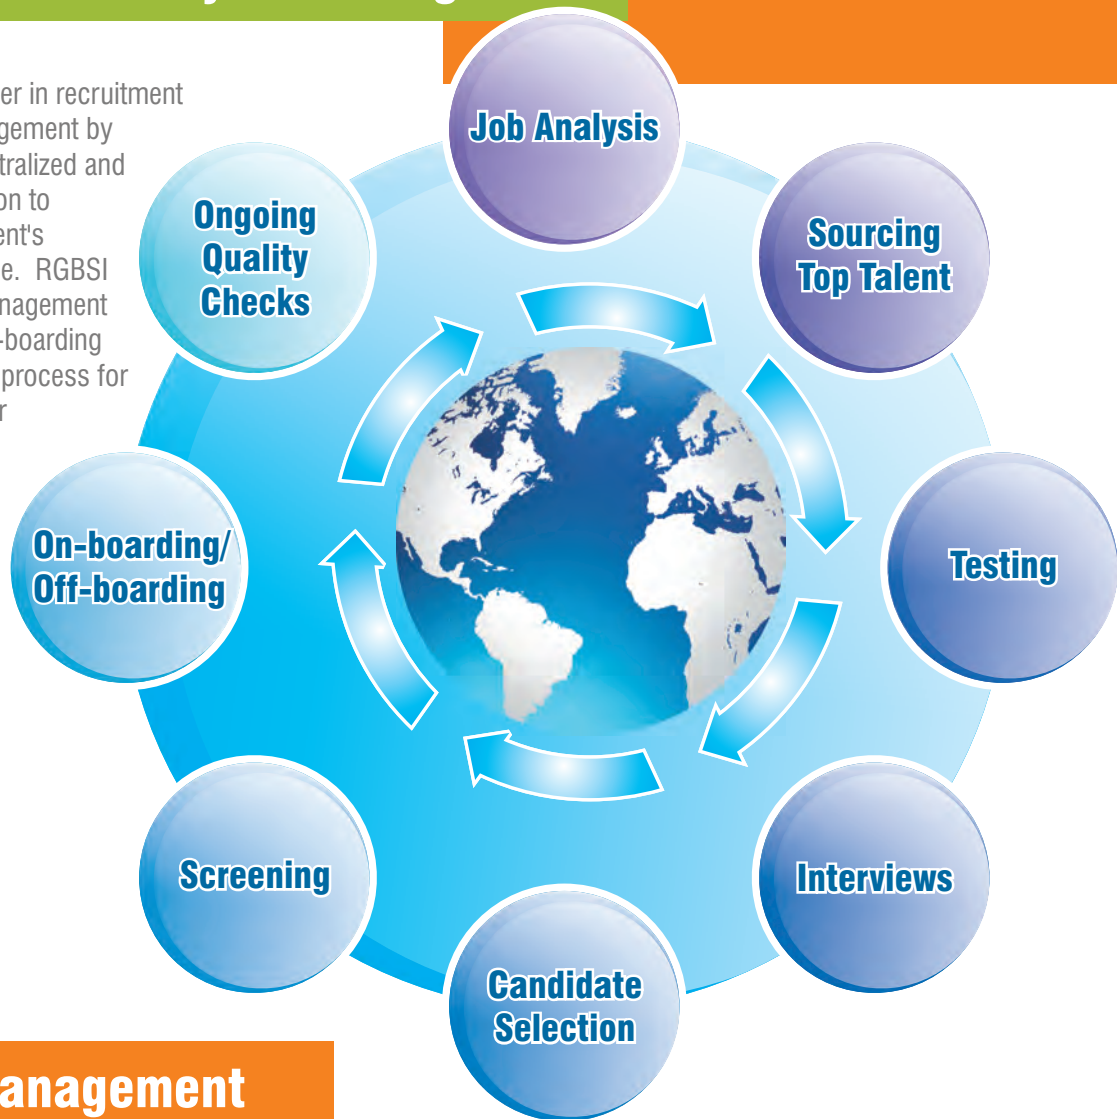 er in recruitment
gement by
tralized and
on to
ent's
e. RGBSI
nagement
-boarding
process for
r
Job Analysis
Sourcing
Top Talent
Testing
Interviews
Candidate
Selection
Screening
On-boarding/
Off-boarding
Ongoing
Quality
Checks
anagement